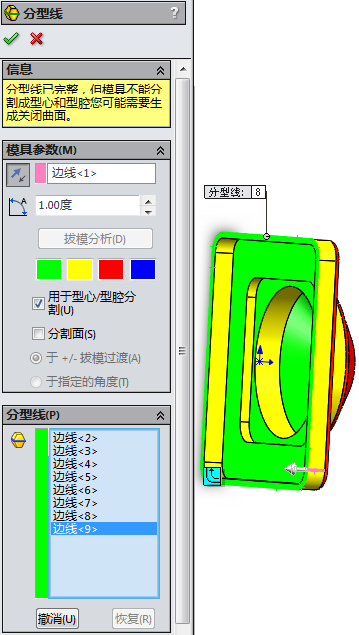 分型线
?
信息
分型线已完整，但模具不能分
割成型心和型腔您可能需要生
成关闭曲面。
模具参数(M)
边线<1>
1.00度
拔模分析(D)
用于型心/型腔分
割(U)
分割面(S)
于 +/- 拔模过渡(A)
于指定的角度(T)
分型线(P)
边线<2>
边线<3>
边线<4>
边线<5>
边线<6>
边线<7>
边线<8>
边线<9>
撤消(U) 恢复(R)
分型线: 8